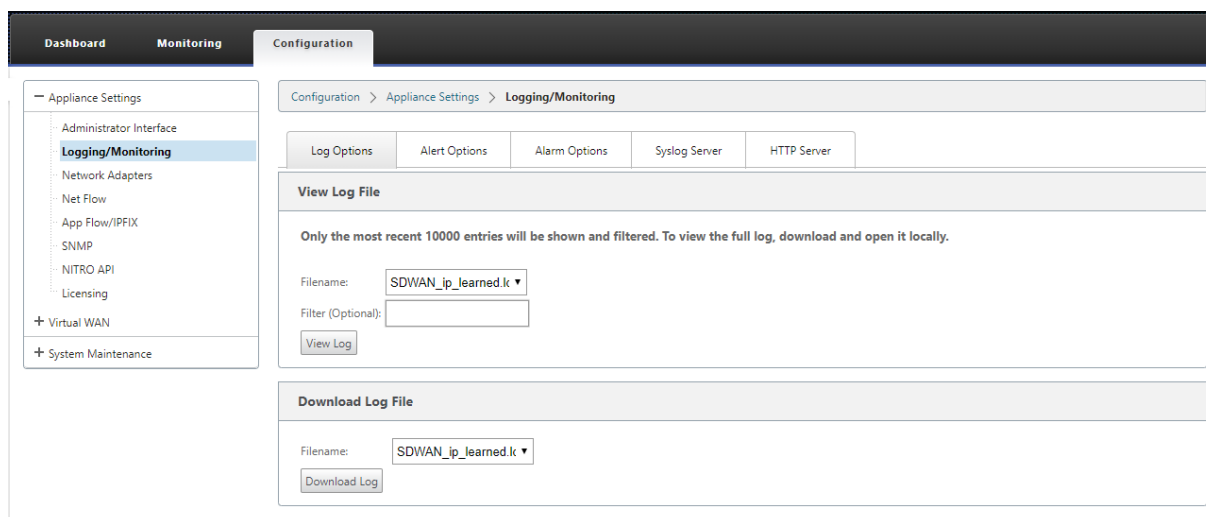 Dashboard Monitoring Configuration
− Appliance Settings
Administrator Interface
Logging/Monitoring
Network Adapters
Net Flow
App Flow/IPFIX
SNMP
NITRO API
Licensing
+ Virtual WAN
+ System Maintenance
Configuration > Appliance Settings > Logging/Monitoring
Log Options Alert Options Alarm Options Syslog Server HTTP Server
View Log File
Only the most recent 10000 entries will be shown and filtered. To view the full log, download and open it locally.
Filename: SDWAN_ip_learned.lo
Filter (Optional):
View Log
Download Log File
Filename: SDWAN_ip_learned.lo
Download Log